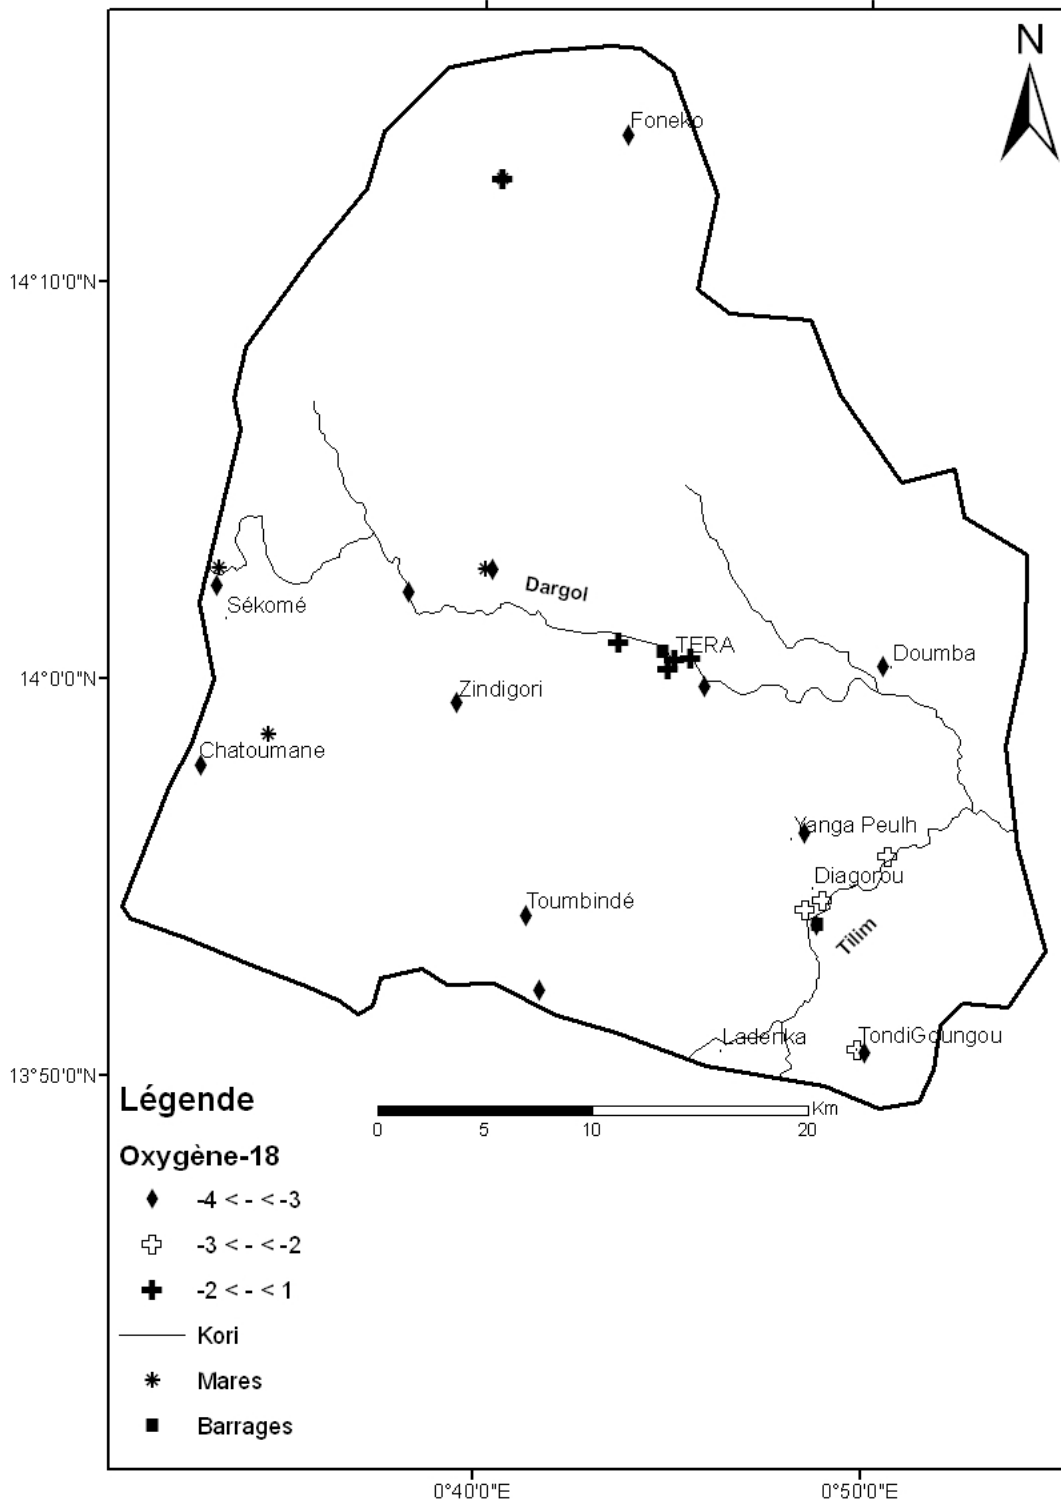 N
Foneko
14°10'0"N
Dargol
Sékomé
TERA
Doumba
14°0'0"N
Zindigori
Chatoumane
Yanga Peulh
Diagorou
Toumbindé
Tilim
Ladenka
TondiGoungou
13°50'0"N
Légende
Km
0 5 10 20
Oxygène-18
-4 < - < -3
-3 < - < -2
-2 < - < 1
Kori
Mares
Barrages
0°40'0"E 0°50'0"E